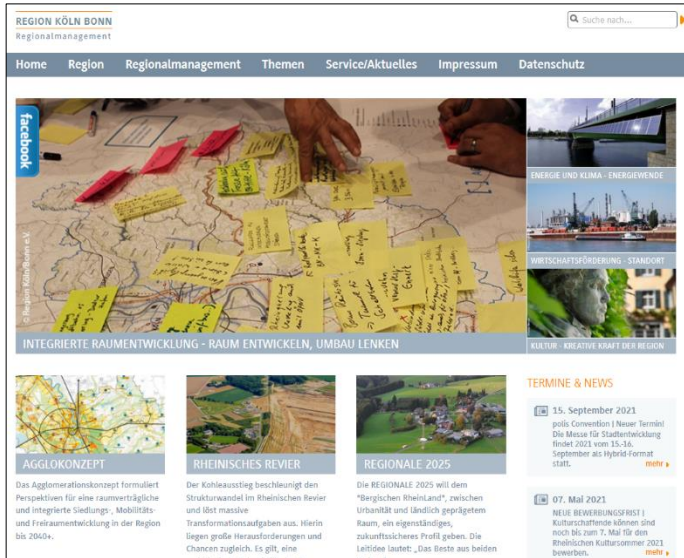 REGION KÖLN BONN
Regionalmanagement
Suche nach...
Home Region Regionalmanagement Themen Service/Aktuelles Impressum Datenschutz
facebook
© Region Köln/Bonn e.V.
ENERGIE UND KLIMA - ENERGIEWENDE
WIRTSCHAFTSFÖRDERUNG - STANDORT
KULTUR - KREATIVE KRAFT DER REGION
INTEGRIERTE RAUMENTWICKLUNG - RAUM ENTWICKELN, UMBAU LENKEN
AGGLOKONZEPT
Das Agglomerationskonzept formuliert
Perspektiven für eine raumverträgliche
und integrierte Siedlungs-, Mobilitäts-
und Freiraumentwicklung in der Region
bis 2040+.
RHEINISCHES REVIER
Der Kohleausstieg beschleunigt den
Strukturwandel im Rheinischen Revier
und löst massive
Transformationsaufgaben aus. Hierin
liegen große Herausforderungen und
Chancen zugleich. Es gilt, eine
REGIONALE 2025
Die REGIONALE 2025 will dem
"Bergischen RheinLand", zwischen
Urbanität und ländlich geprägtem
Raum, ein eigenständiges,
zukunftssicheres Profil geben. Die
Leitidee lautet: „Das Beste aus beiden
TERMINE & NEWS
15. September 2021
polis Convention | Neuer Termin!
Die Messe für Stadtentwicklung
findet 2021 vom 15.-16.
September als Hybrid-Format
statt. mehr
07. Mai 2021
NEUE BEWERBUNGSFRIST |
Kulturschaffende können sind
noch bis zum 7. Mai für den
Rheinischen Kultursommer 2021
bewerben. mehr